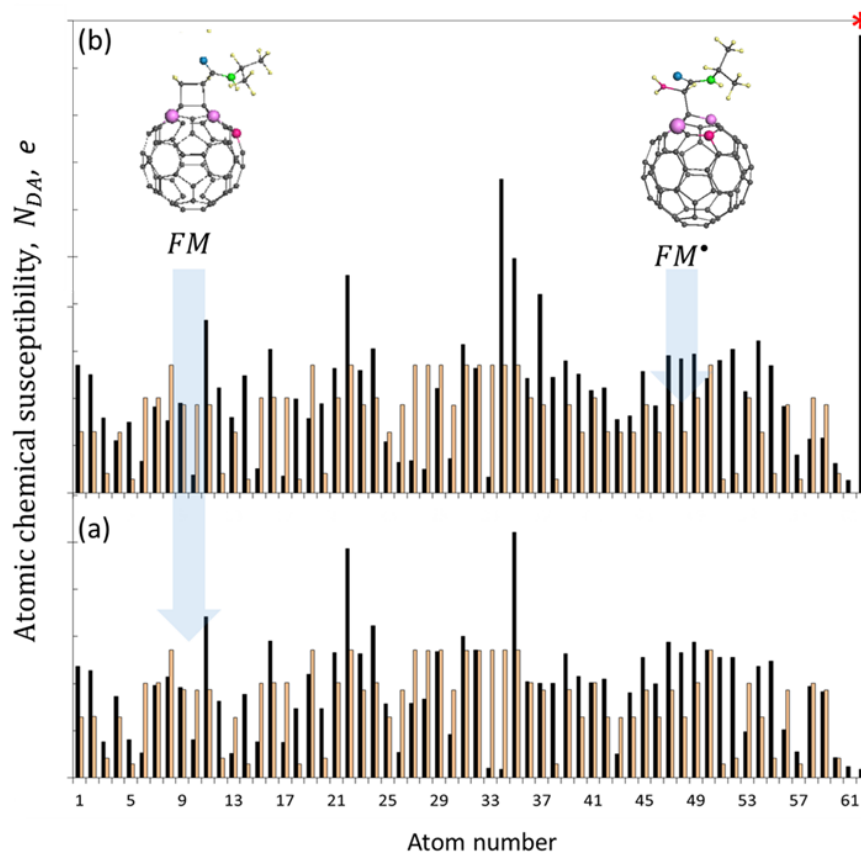 (b)
*
FM
FM•
Atomic chemical susceptibility, N_DA, e
(a)
1 5 9 13 17 21 25 29 33 37 41 45 49 53 57 61
Atom number